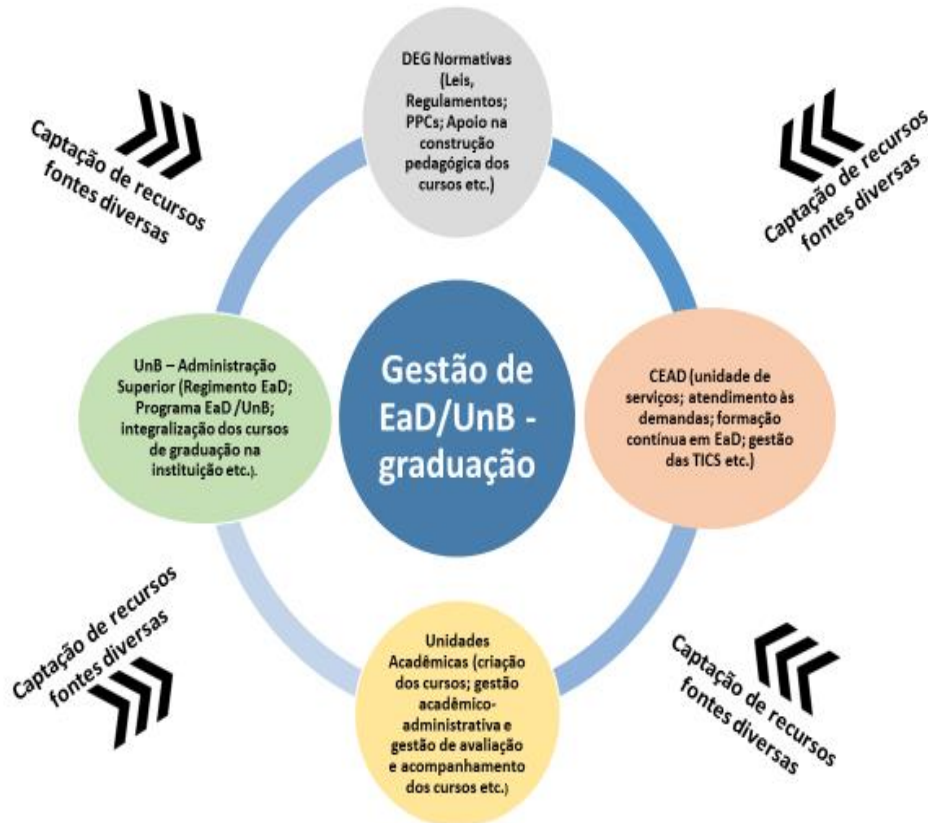 DEG Normativas
(Leis,
Regulamentos;
PPCs; Apoio na
construção
pedagógica dos
cursos etc.)
Captação de recursos
fontes diversas
Captação de recursos
fontes diversas
UnB – Administração
Superior (Regimento EaD;
Programa EaD /UnB;
integralização dos cursos
de graduação na
instituição etc.).
Gestão de
EaD/UnB -
graduação
CEAD (unidade de
serviços; atendimento às
demandas; formação
contínua em EaD; gestão
das TICS etc.)
Captação de recursos
fontes diversas
Unidades
Acadêmicas (criação
dos cursos; gestão
acadêmico-
administrativa e
gestão de avaliação
e acompanhamento
dos cursos etc.)
Captação de recursos
fontes diversas